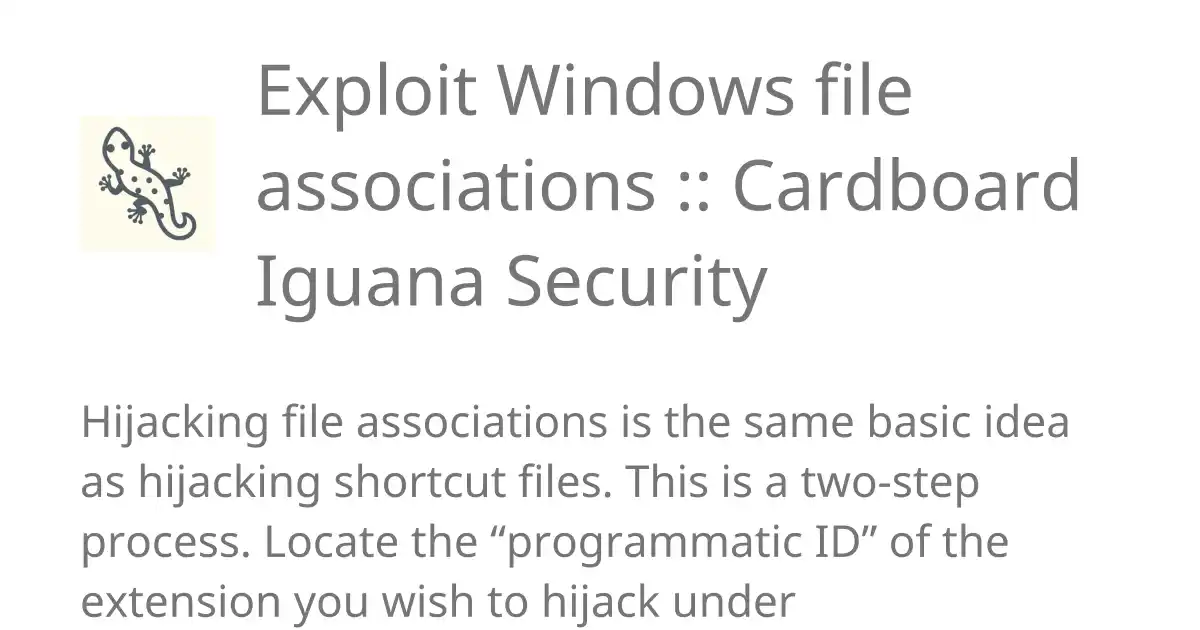 Exploit Windows file
associations :: Cardboard
Iguana Security
Hijacking file associations is the same basic idea
as hijacking shortcut files. This is a two-step
process. Locate the “programmatic ID” of the
extension you wish to hijack under